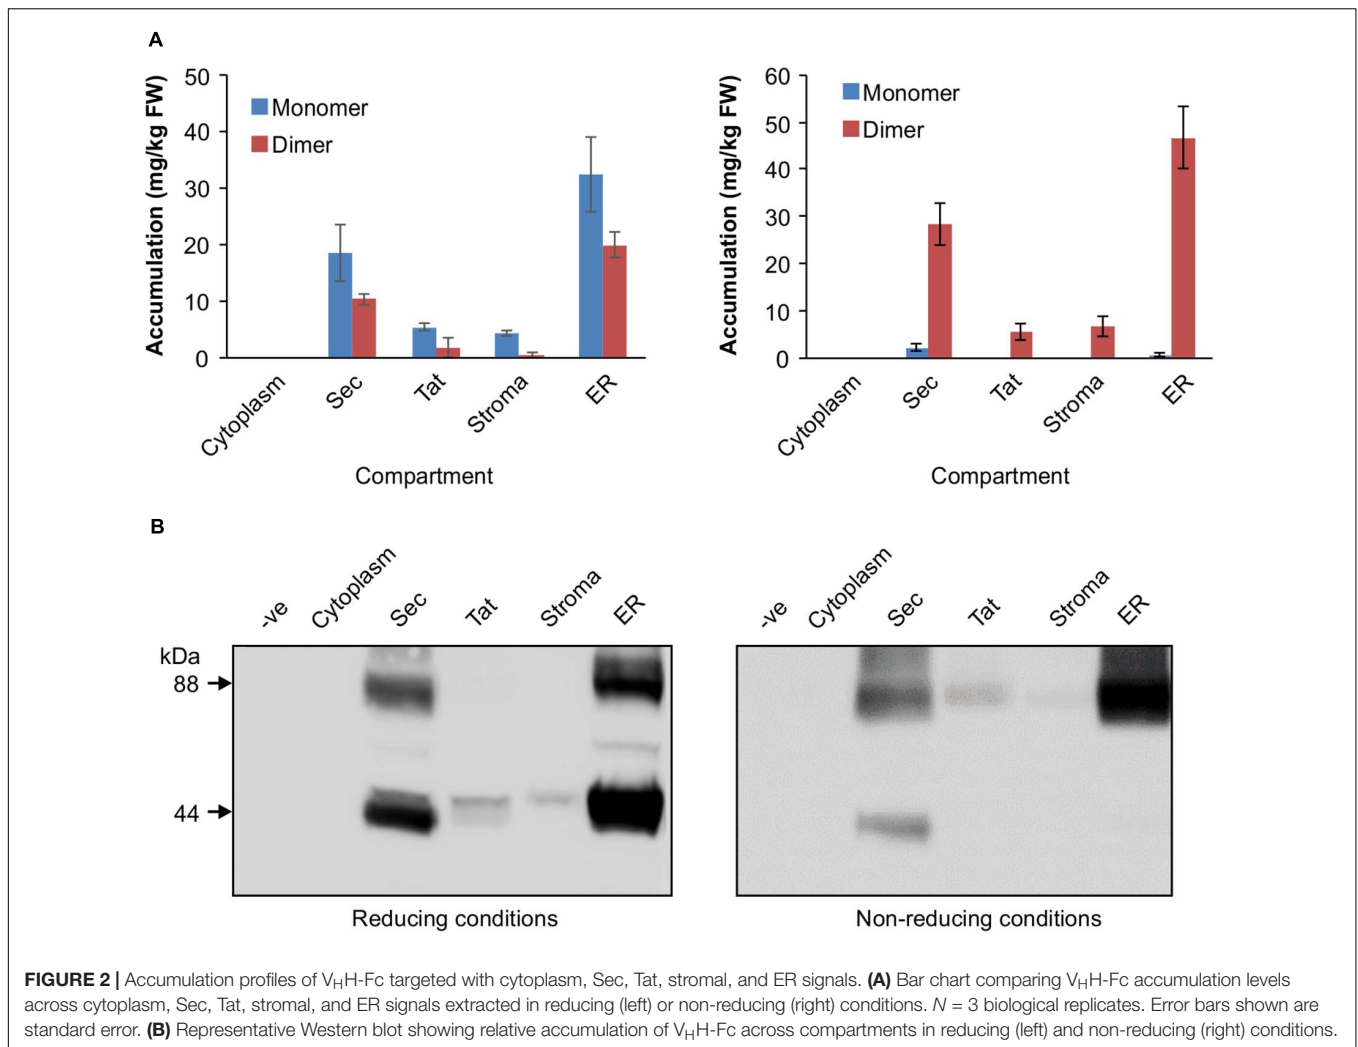 A
Accumulation (mg/kg FW)
50
40
30
20
10
0
Monomer
Dimer
Cytoplasm
Sec
Tat
Stroma
ER
Compartment
Accumulation (mg/kg FW)
60
50
40
30
20
10
0
Monomer
Dimer
Cytoplasm
Sec
Tat
Stroma
ER
Compartment
B
-ve
Cytoplasm
Sec
Tat
Stroma
ER
kDa
88
44
Reducing conditions
-ve
Cytoplasm
Sec
Tat
Stroma
ER
Non-reducing conditions
FIGURE 2 | Accumulation profiles of VHH-Fc targeted with cytoplasm, Sec, Tat, stromal, and ER signals. (A) Bar chart comparing VHH-Fc accumulation levels
across cytoplasm, Sec, Tat, stromal, and ER signals extracted in reducing (left) or non-reducing (right) conditions. N = 3 biological replicates. Error bars shown are
standard error. (B) Representative Western blot showing relative accumulation of VHH-Fc across compartments in reducing (left) and non-reducing (right) conditions.